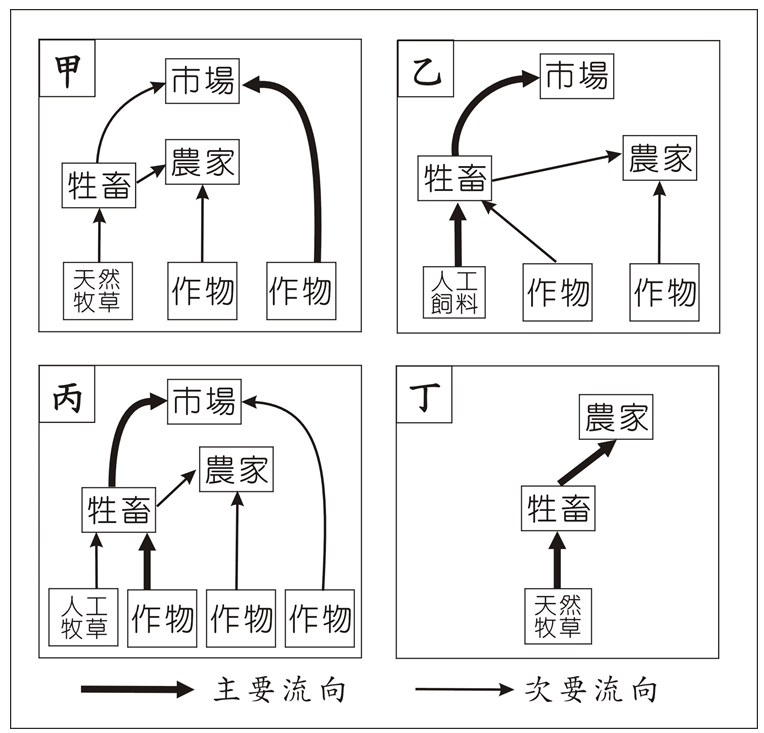 甲
市場
農家
牲畜
天然
牧草
作物
作物
乙
市場
農家
牲畜
人工
飼料
作物
作物
丙
市場
農家
牲畜
人工
牧草
作物
作物
作物
丁
農家
牲畜
天然
牧草
主要流向
次要流向